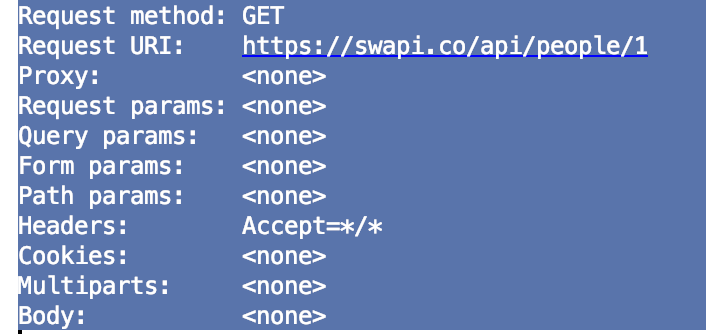 Request method: GET
Request URI: https://swapi.co/api/people/1
Proxy: <none>
Request params: <none>
Query params: <none>
Form params: <none>
Path params: <none>
Headers: Accept=*/*
Cookies: <none>
Multiparts: <none>
Body: <none>